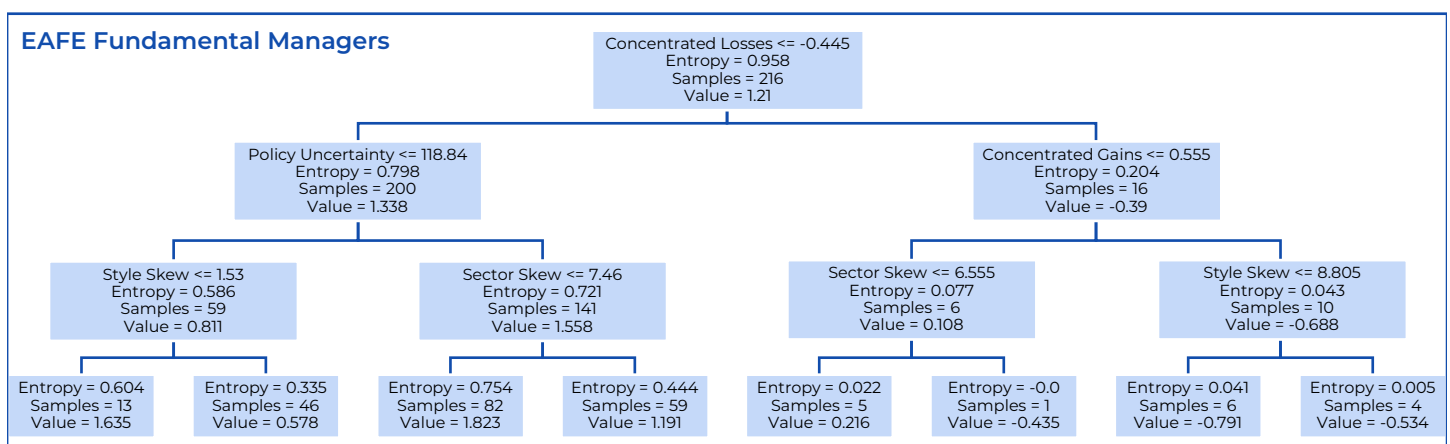 EAFE Fundamental Managers
Concentrated Losses <= -0.445
Entropy = 0.958
Samples = 216
Value = 1.21
Policy Uncertainty <= 118.84
Entropy = 0.798
Samples = 200
Value = 1.338
Concentrated Gains <= 0.555
Entropy = 0.204
Samples = 16
Value = -0.39
Style Skew <= 1.53
Entropy = 0.586
Samples = 59
Value = 0.811
Sector Skew <= 7.46
Entropy = 0.721
Samples = 141
Value = 1.558
Sector Skew <= 6.555
Entropy = 0.077
Samples = 6
Value = 0.108
Style Skew <= 8.805
Entropy = 0.043
Samples = 10
Value = -0.688
Entropy = 0.604
Samples = 13
Value = 1.635
Entropy = 0.335
Samples = 46
Value = 0.578
Entropy = 0.754
Samples = 82
Value = 1.823
Entropy = 0.444
Samples = 59
Value = 1.191
Entropy = 0.022
Samples = 5
Value = 0.216
Entropy = -0.0
Samples = 1
Value = -0.435
Entropy = 0.041
Samples = 6
Value = -0.791
Entropy = 0.005
Samples = 4
Value = -0.534